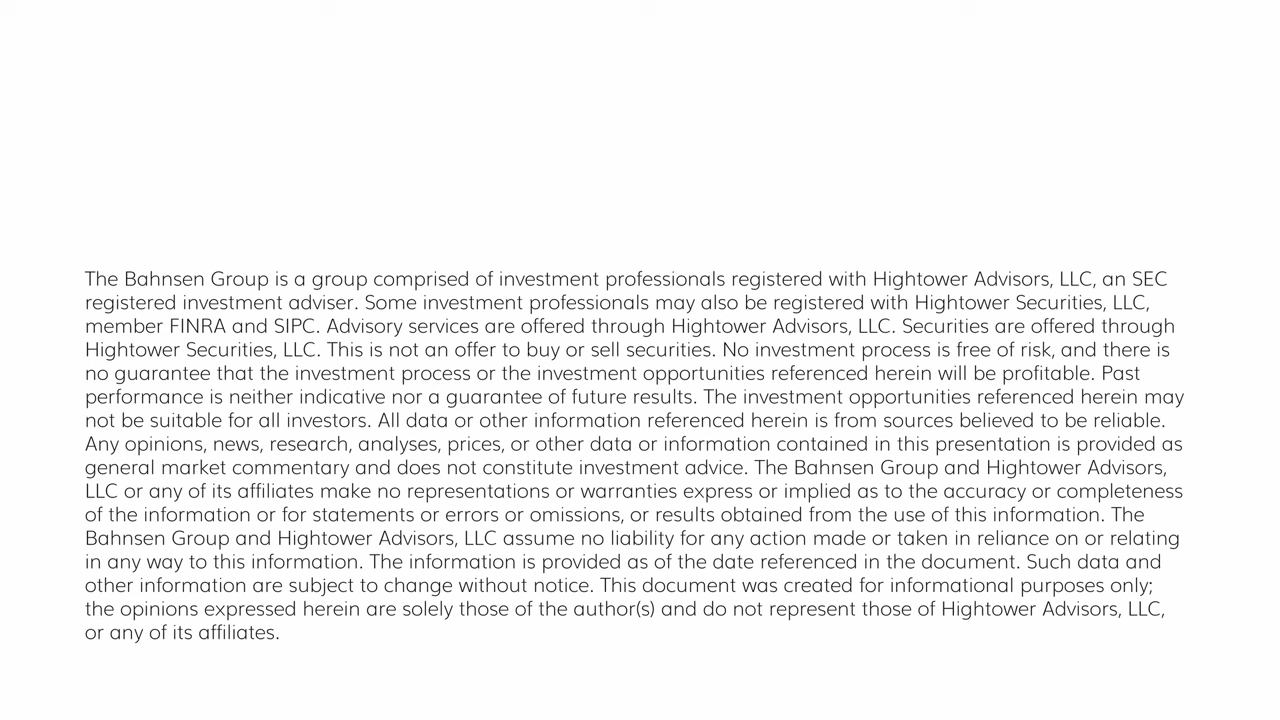 The Bahnsen Group is a group comprised of investment professionals registered with Hightower Advisors, LLC, an SEC
registered investment adviser. Some investment professionals may also be registered with Hightower Securities, LLC,
member FINRA and SIPC. Advisory services are offered through Hightower Advisors, LLC. Securities are offered through
Hightower Securities, LLC. This is not an offer to buy or sell securities. No investment process is free of risk, and there is
no guarantee that the investment process or the investment opportunities referenced herein will be profitable. Past
performance is neither indicative nor a guarantee of future results. The investment opportunities referenced herein may
not be suitable for all investors. All data or other information referenced herein is from sources believed to be reliable.
Any opinions, news, research, analyses, prices, or other data or information contained in this presentation is provided as
general market commentary and does not constitute investment advice. The Bahnsen Group and Hightower Advisors,
LLC or any of its affiliates make no representations or warranties express or implied as to the accuracy or completeness
of the information or for statements or errors or omissions, or results obtained from the use of this information. The
Bahnsen Group and Hightower Advisors, LLC assume no liability for any action made or taken in reliance on or relating
in any way to this information. The information is provided as of the date referenced in the document. Such data and
other information are subject to change without notice. This document was created for informational purposes only;
the opinions expressed herein are solely those of the author(s) and do not represent those of Hightower Advisors, LLC,
or any of its affiliates.